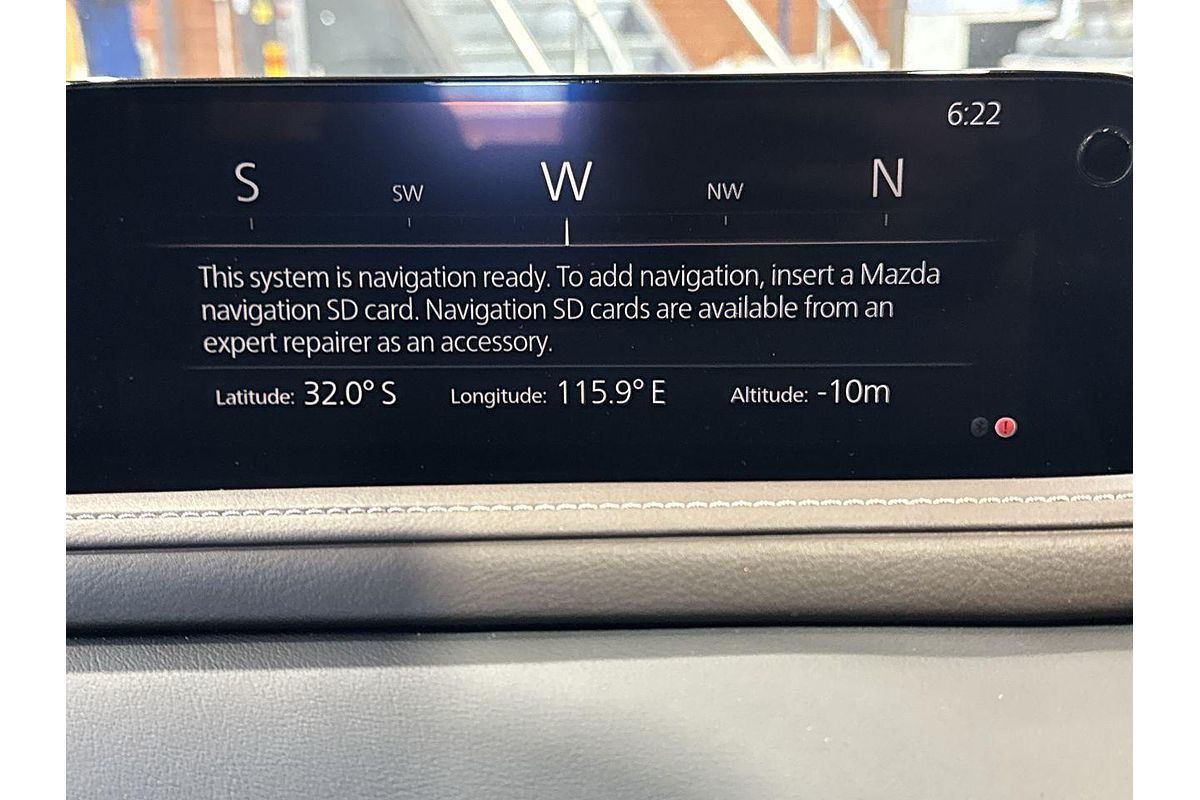 6:22
S SW W NW N
This system is navigation ready. To add navigation, insert a Mazda
navigation SD card. Navigation SD cards are available from an
expert repairer as an accessory.
Latitude: 32.0° S Longitude: 115.9° E Altitude: -10m
!